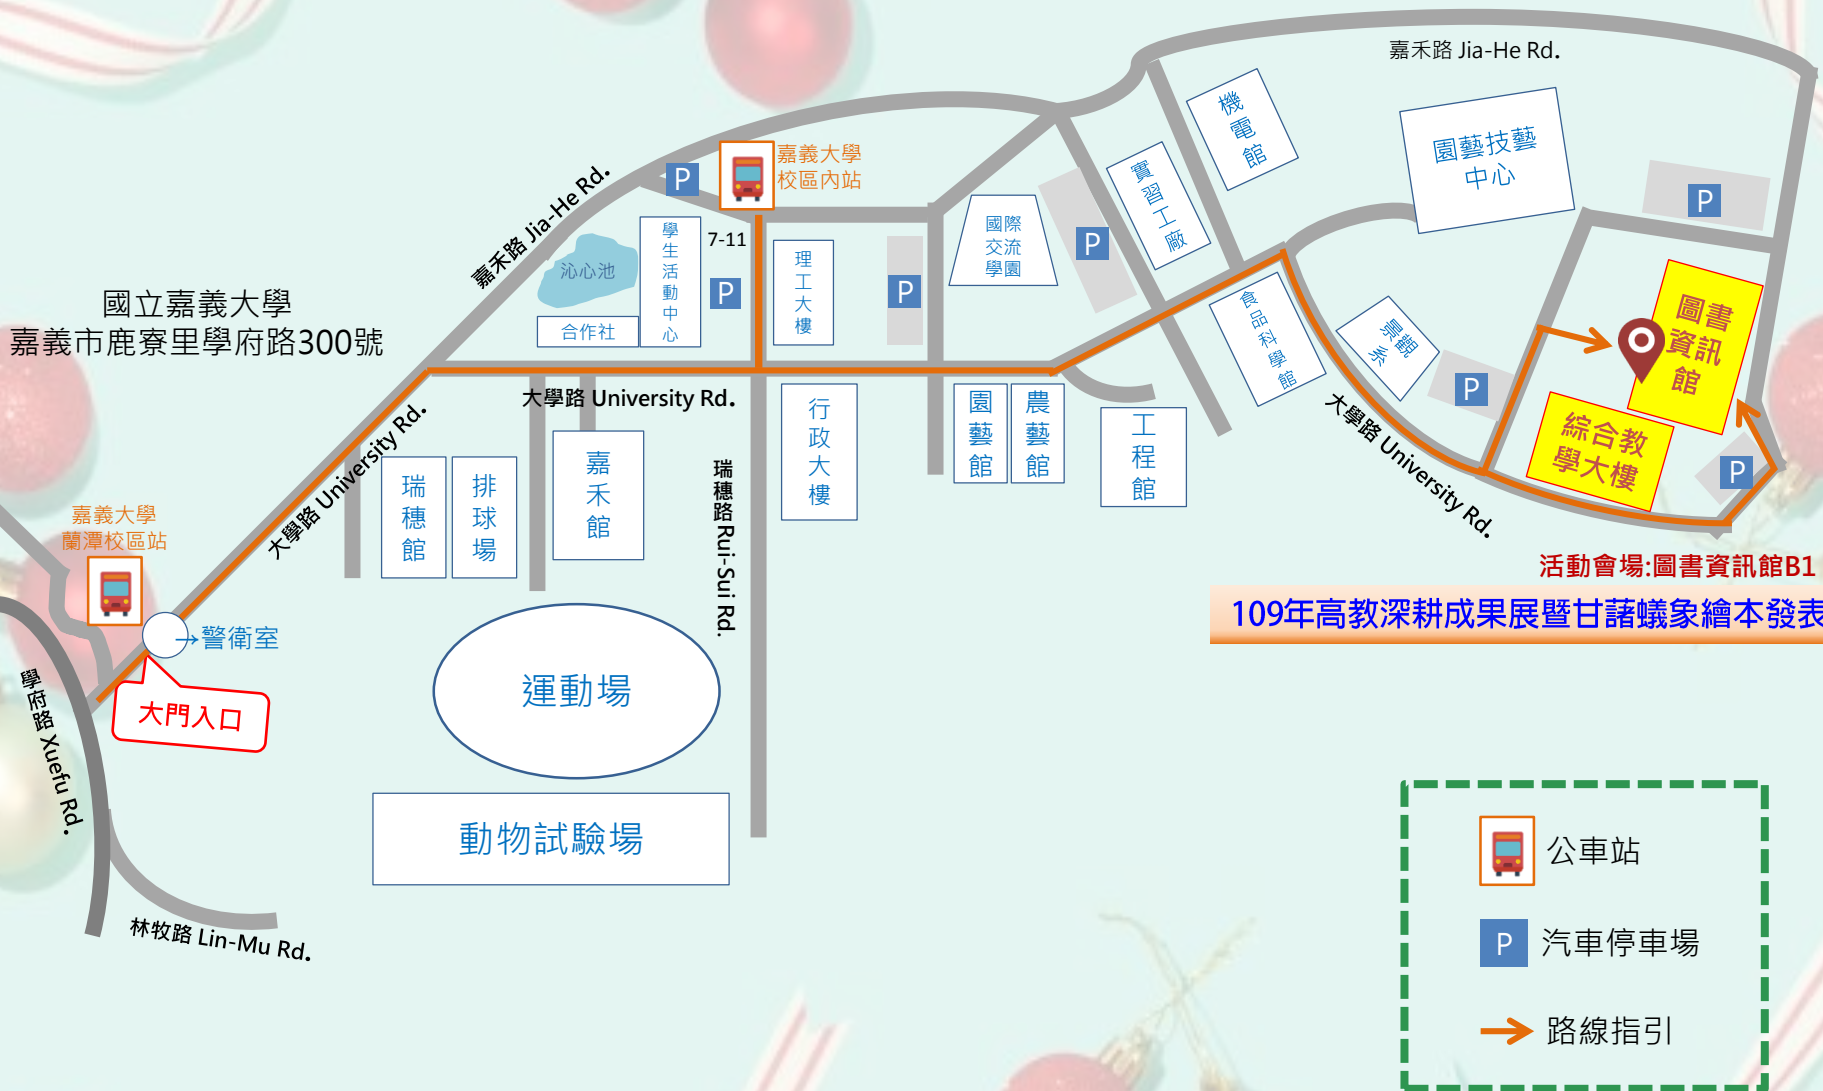 嘉禾路 Jia-He Rd.
機電館
園藝技藝
中心
嘉義大學
校區內站
P
實習工廠
P
嘉禾路 Jia-He Rd.
學生活動中心
7-11
理工大樓
國際
交流
學園
P
沁心池
P
P
合作社
食品科學館
景觀系
圖書
資訊
館
國立嘉義大學
嘉義市鹿寮里學府路300號
大學路 University Rd.
大學路 University Rd.
行政大樓
園藝館
農藝館
工程館
大學路 University Rd.
P
綜合教
學大樓
P
瑞穗館
排球場
嘉禾館
瑞穗路Rui-Sui Rd.
嘉義大學
蘭潭校區站
→警衛室
大門入口
學府路 Xuefu Rd.
運動場
動物試驗場
林牧路 Lin-Mu Rd.
活動會場:圖書資訊館B1
109年高教深耕成果展暨甘藷蟻象繪本發表
公車站
P 汽車停車場
路線指引